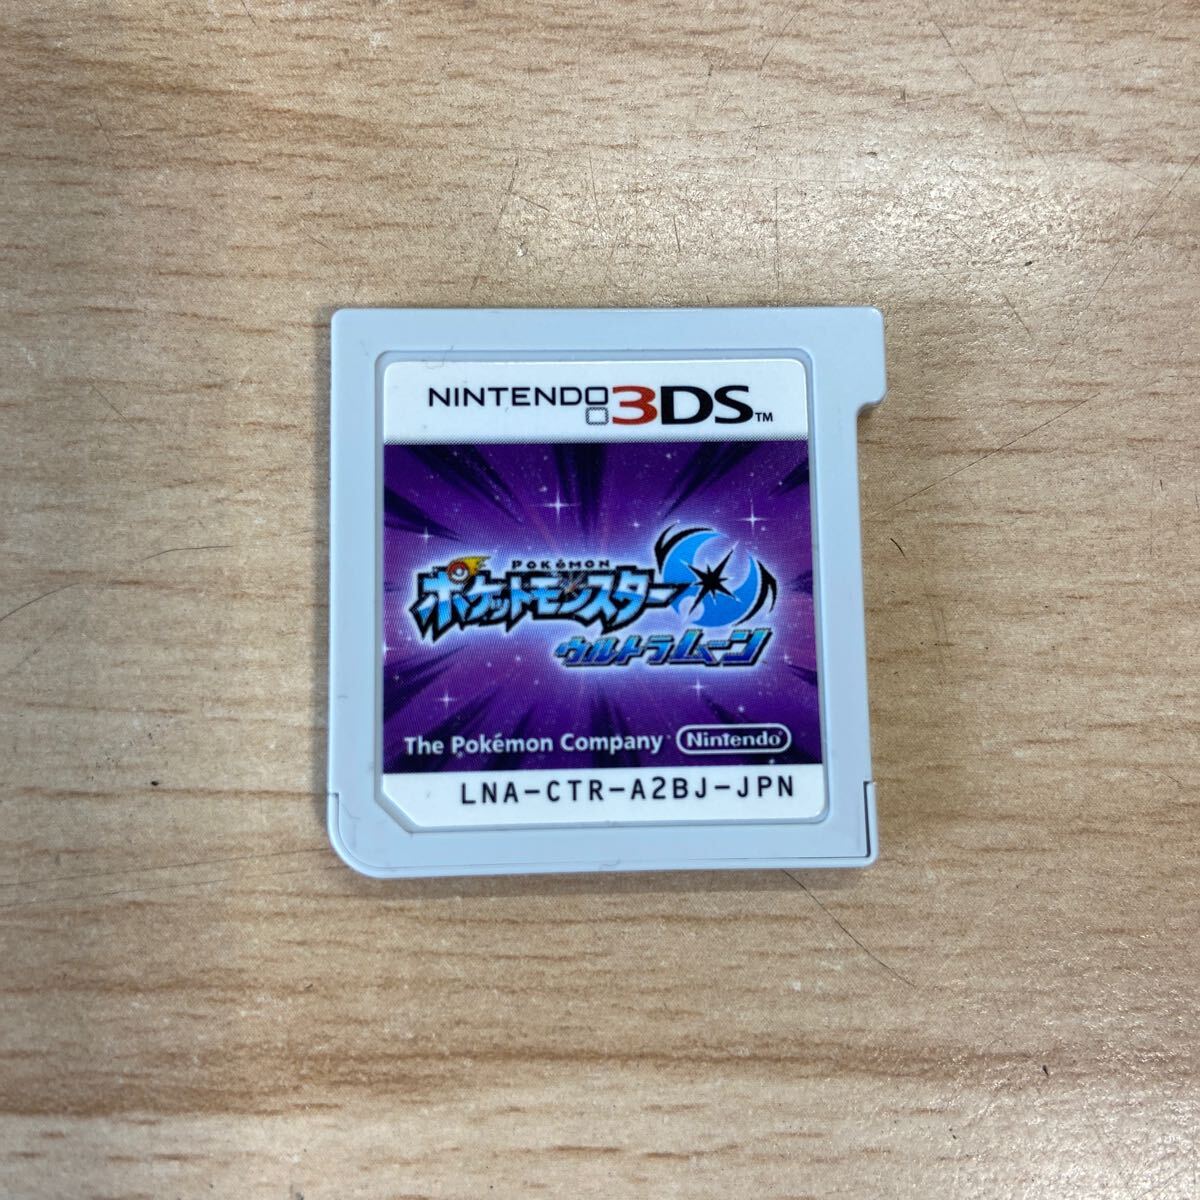 NINTENDO 3DS™
POKéMON
ポケットモンスター
ウルトラムーン
The Pokémon Company Nintendo
LNA-CTR-A2BJ-JPN